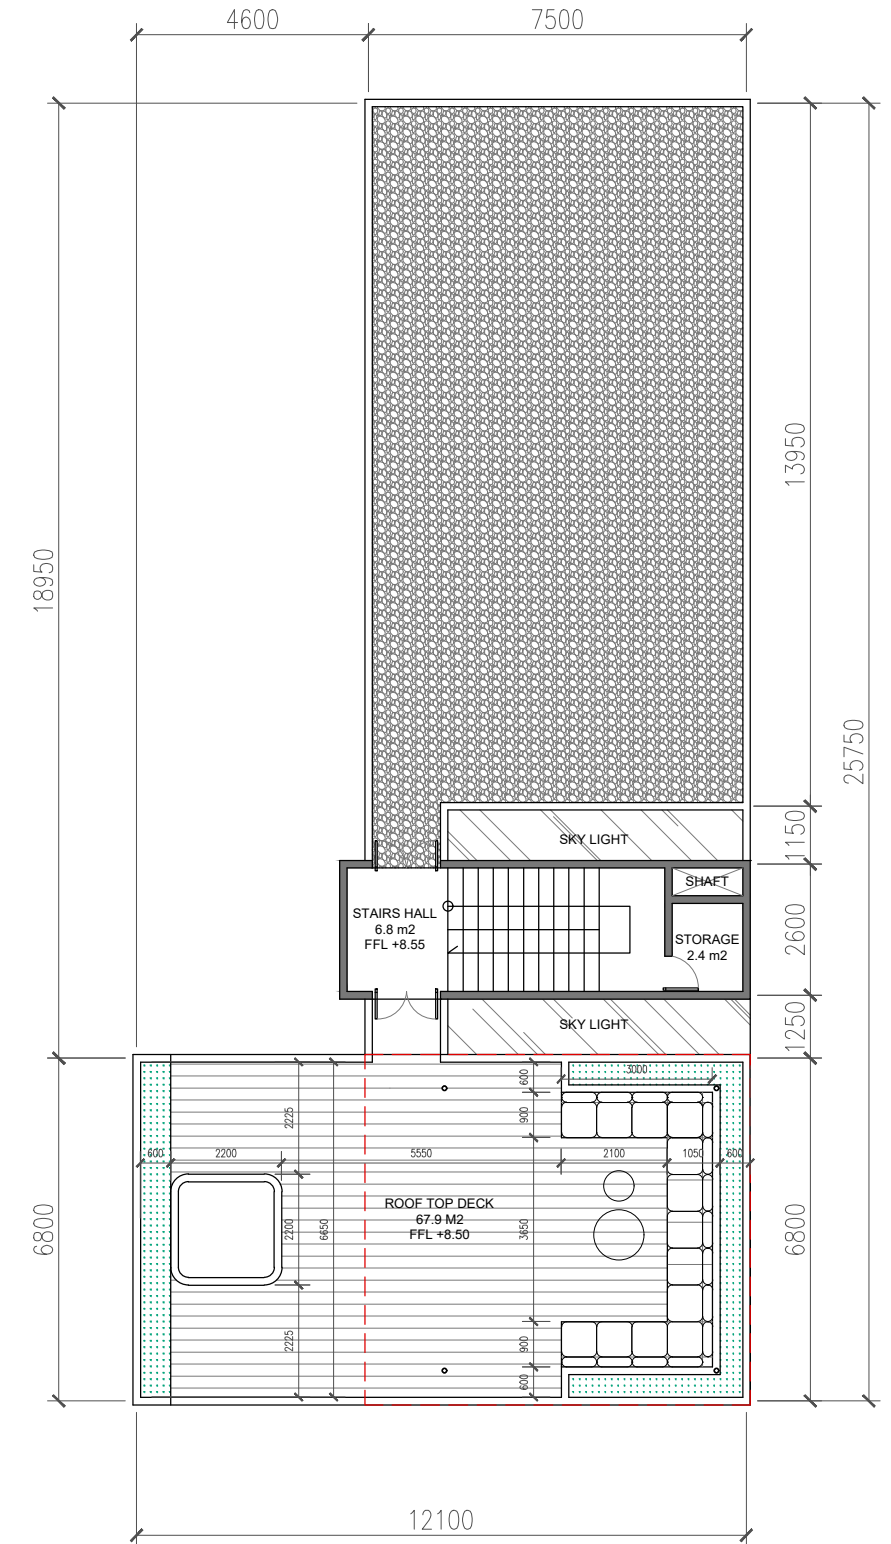 4600
7500
18950
13950
25750
SKY LIGHT
1150
SHAFT
STAIRS HALL
6.8 m2
FFL +8.55
STORAGE
2.4 m2
2600
SKY LIGHT
1250
3000
600
900
2225
600
2200
5550
2100
1050
600
ROOF TOP DECK
67.9 M2
FFL +8.50
2200
6650
3650
6800
6800
2225
900
600
12100